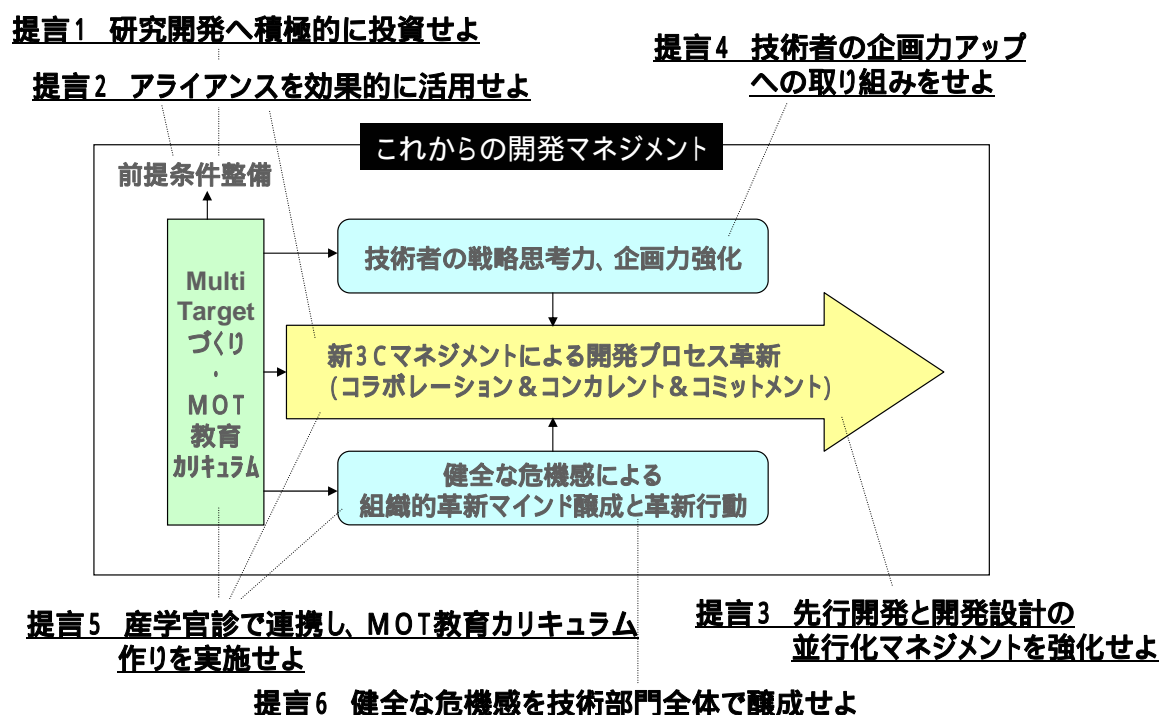 提言1 研究開発へ積極的に投資せよ
提言2 アライアンスを効果的に活用せよ
提言4 技術者の企画力アップ
への取り組みをせよ
これからの開発マネジメント
前提条件整備
Multi
Target
づくり
・
MOT
教育
カリキュラム
技術者の戦略思考力、企画力強化
新3Cマネジメントによる開発プロセス革新
(コラボレーション&コンカレント&コミットメント)
健全な危機感による
組織的革新マインド醸成と革新行動
提言5 産学官診で連携し、MOT教育カリキュラム
作りを実施せよ
提言3 先行開発と開発設計の
並行化マネジメントを強化せよ
提言6 健全な危機感を技術部門全体で醸成せよ